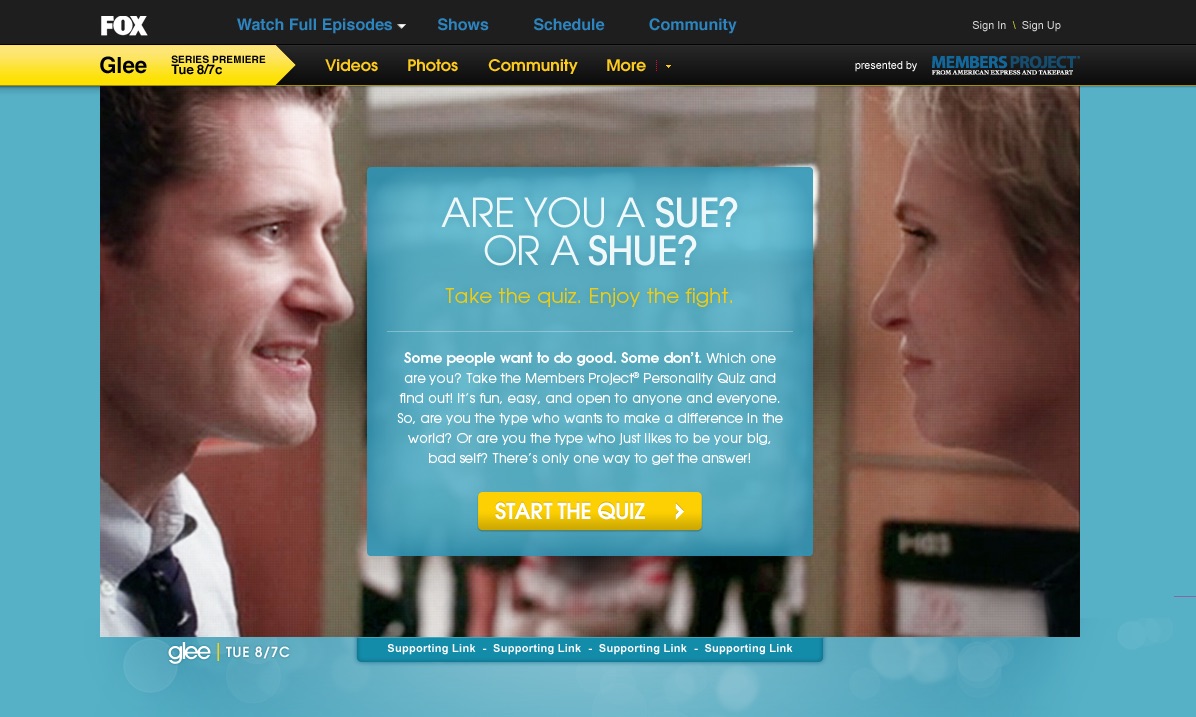 FOX
Watch Full Episodes
Shows
Schedule
Community
Sign In \ Sign Up
Glee
SERIES PREMIERE
Tue 8/7c
Videos
Photos
Community
More
presented by
MEMBERS PROJECT
FROM AMERICAN EXPRESS AND TAKEPART
ARE YOU A SUE?
OR A SHUE?
Take the quiz. Enjoy the fight.
Some people want to do good. Some don't. Which one
are you? Take the Members Project® Personality Quiz and
find out! It's fun, easy, and open to anyone and everyone.
So, are you the type who wants to make a difference in the
world? Or are you the type who just likes to be your big,
bad self? There's only one way to get the answer!
START THE QUIZ
H-103
glee | TUE 8/7C
Supporting Link - Supporting Link - Supporting Link - Supporting Link